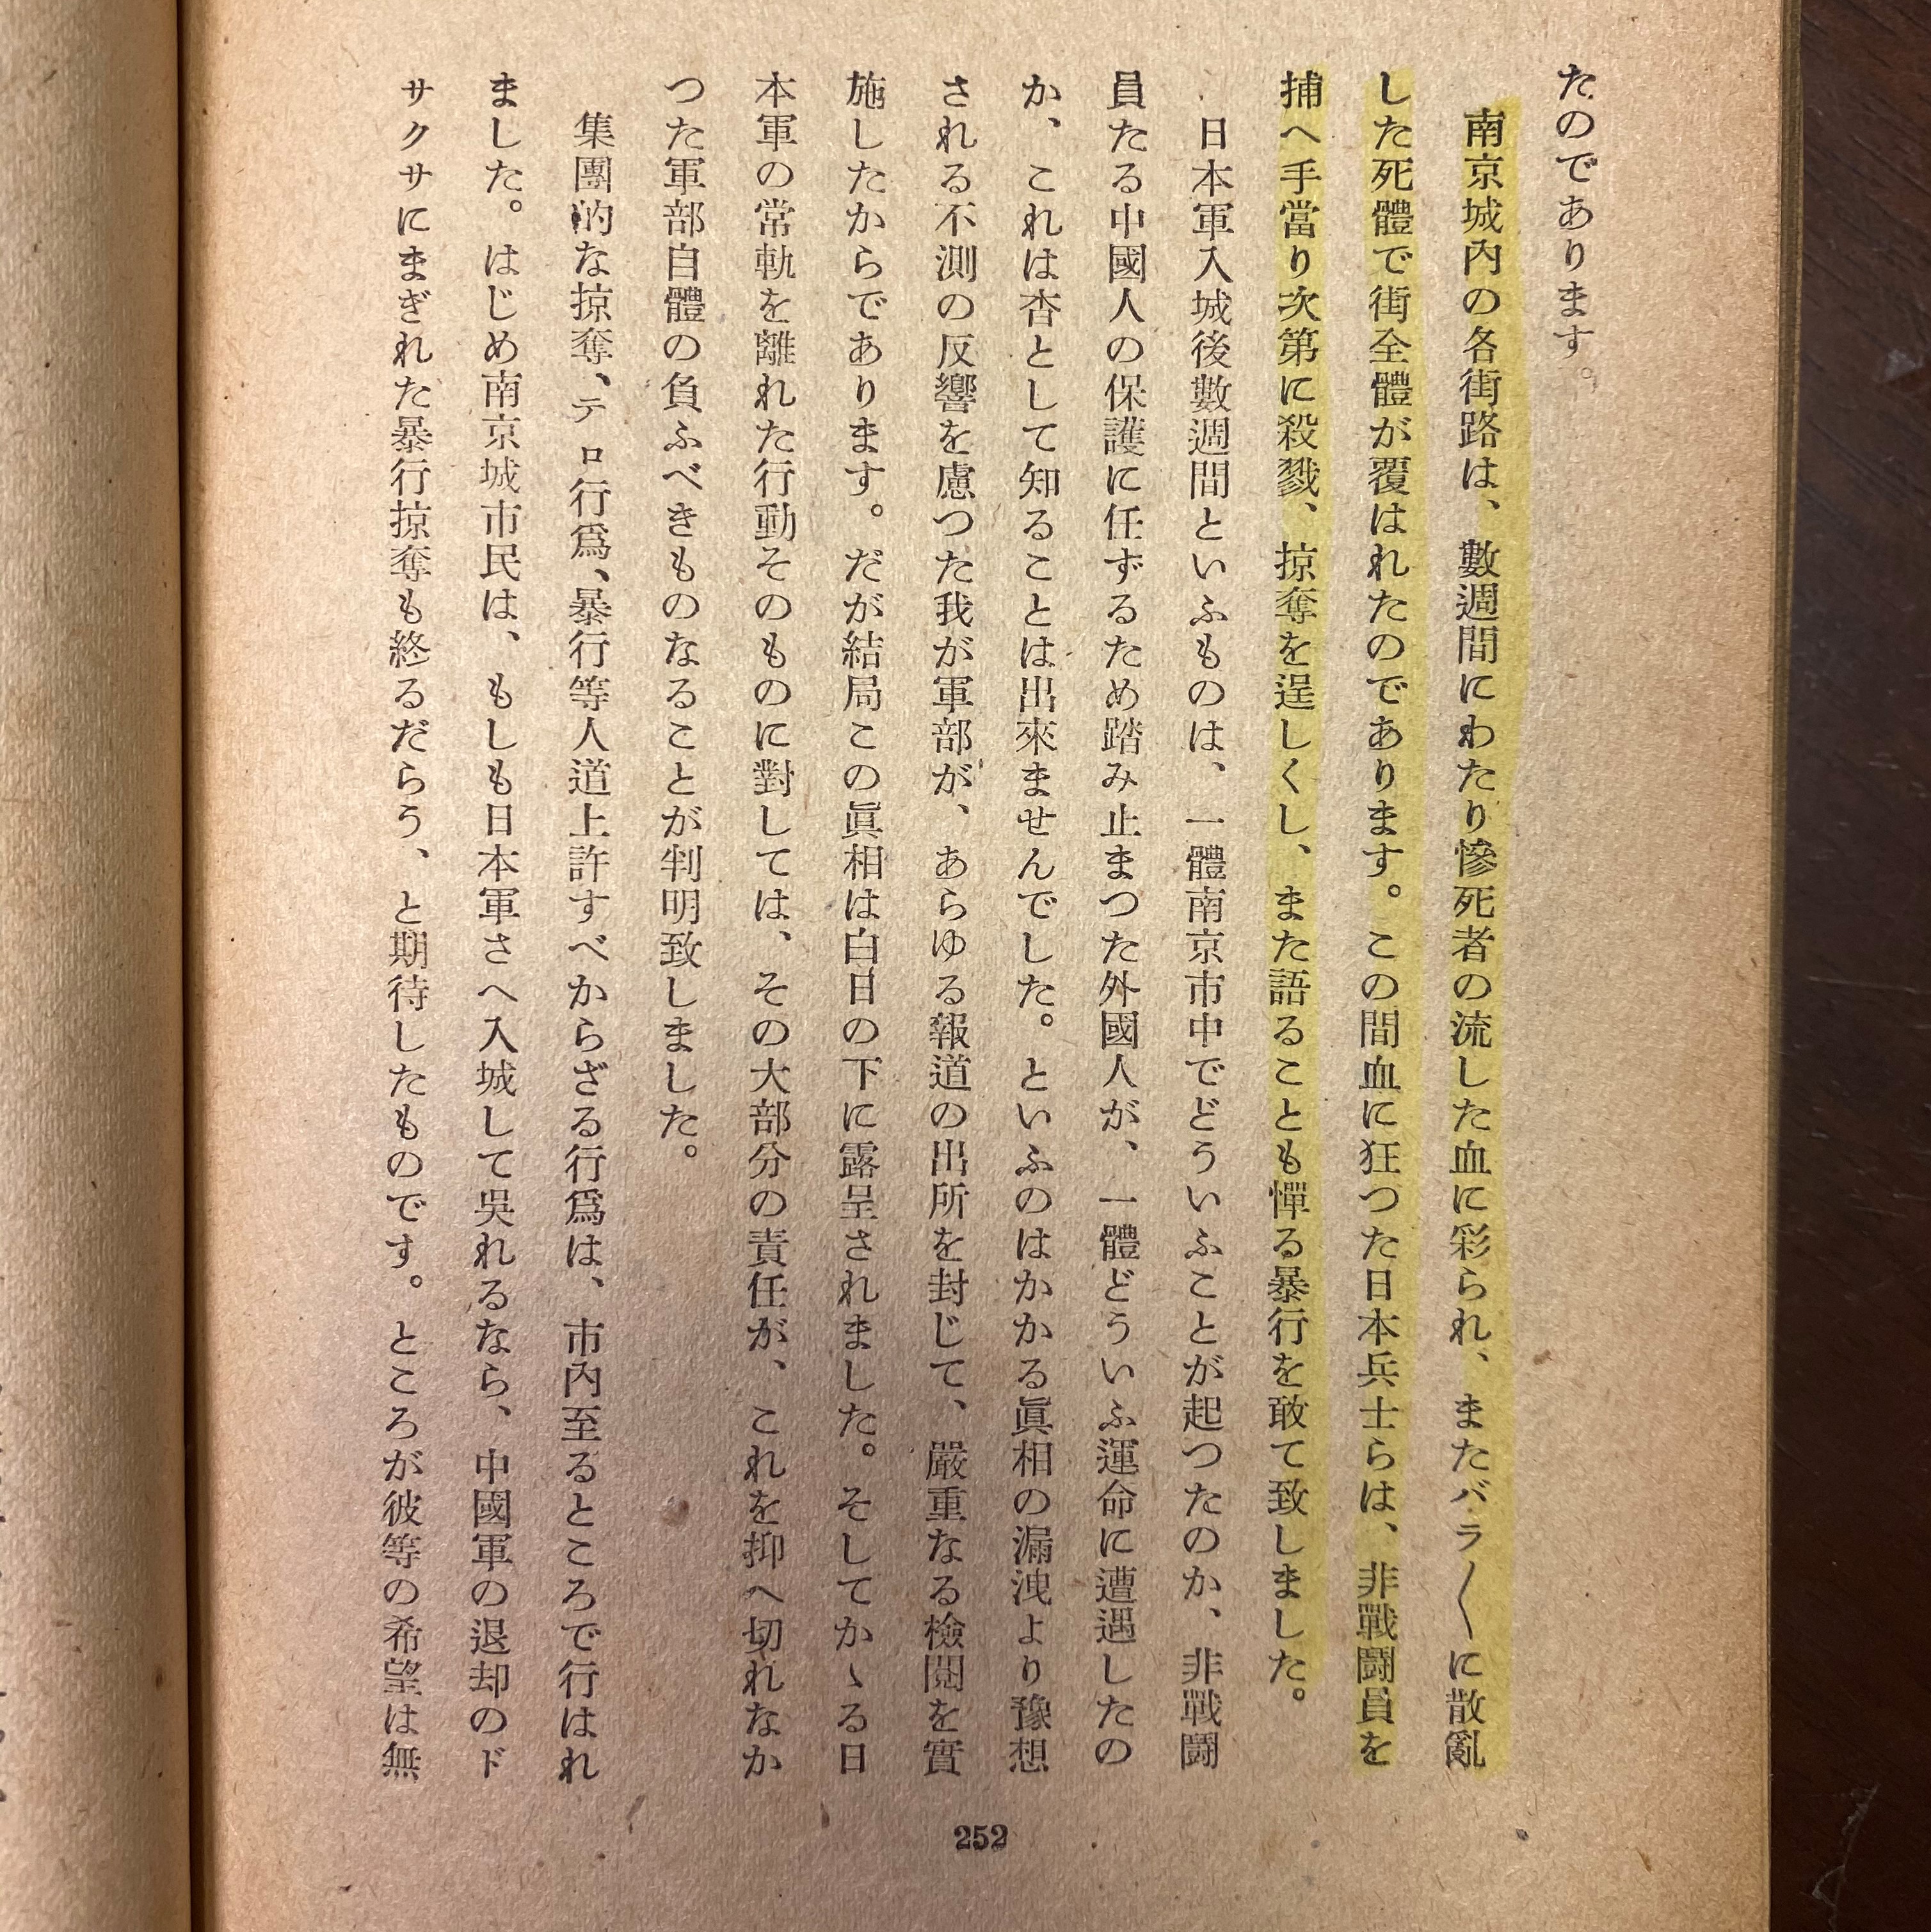 たのであります。
南京城內の各街路は、數週間にわたり慘死者の流した血に彩られ、またバラ〳〵に散亂
した死體で街全體が覆はれたのであります。この間血に狂つた日本兵士らは、非戰鬪員を
捕へ手當り次第に殺戮、掠奪を逞しくし、また語ることも憚る暴行を敢て致しました。
日本軍入城後數週間といふものは、一體南京市中でどういふことが起つたのか、非戰鬪
員たる中國人の保護に任ずるため踏み止まつた外國人が、一體どういふ運命に遭遇したの
か、これは杳として知ることは出來ませんでした。といふのはかかる眞相の漏洩より豫想
される不測の反響を慮つた我が軍部が、あらゆる報道の出所を封じて、嚴重なる檢閱を實
施したからであります。だが結局この眞相は白日の下に露呈されました。そしてかゝる日
本軍の常軌を離れた行動そのものに對しては、その大部分の責任が、これを抑へ切れなか
つた軍部自體の負ふべきものなることが判明致しました。
集團的な掠奪、テロ行爲、暴行等人道上許すべからざる行爲は、市內至るところで行はれ
ました。はじめ南京城市民は、もしも日本軍さへ入城して吳れるなら、中國軍の退却のド
サクサにまぎれた暴行掠奪も終るだらう、と期待したものです。ところが彼等の希望は無
252